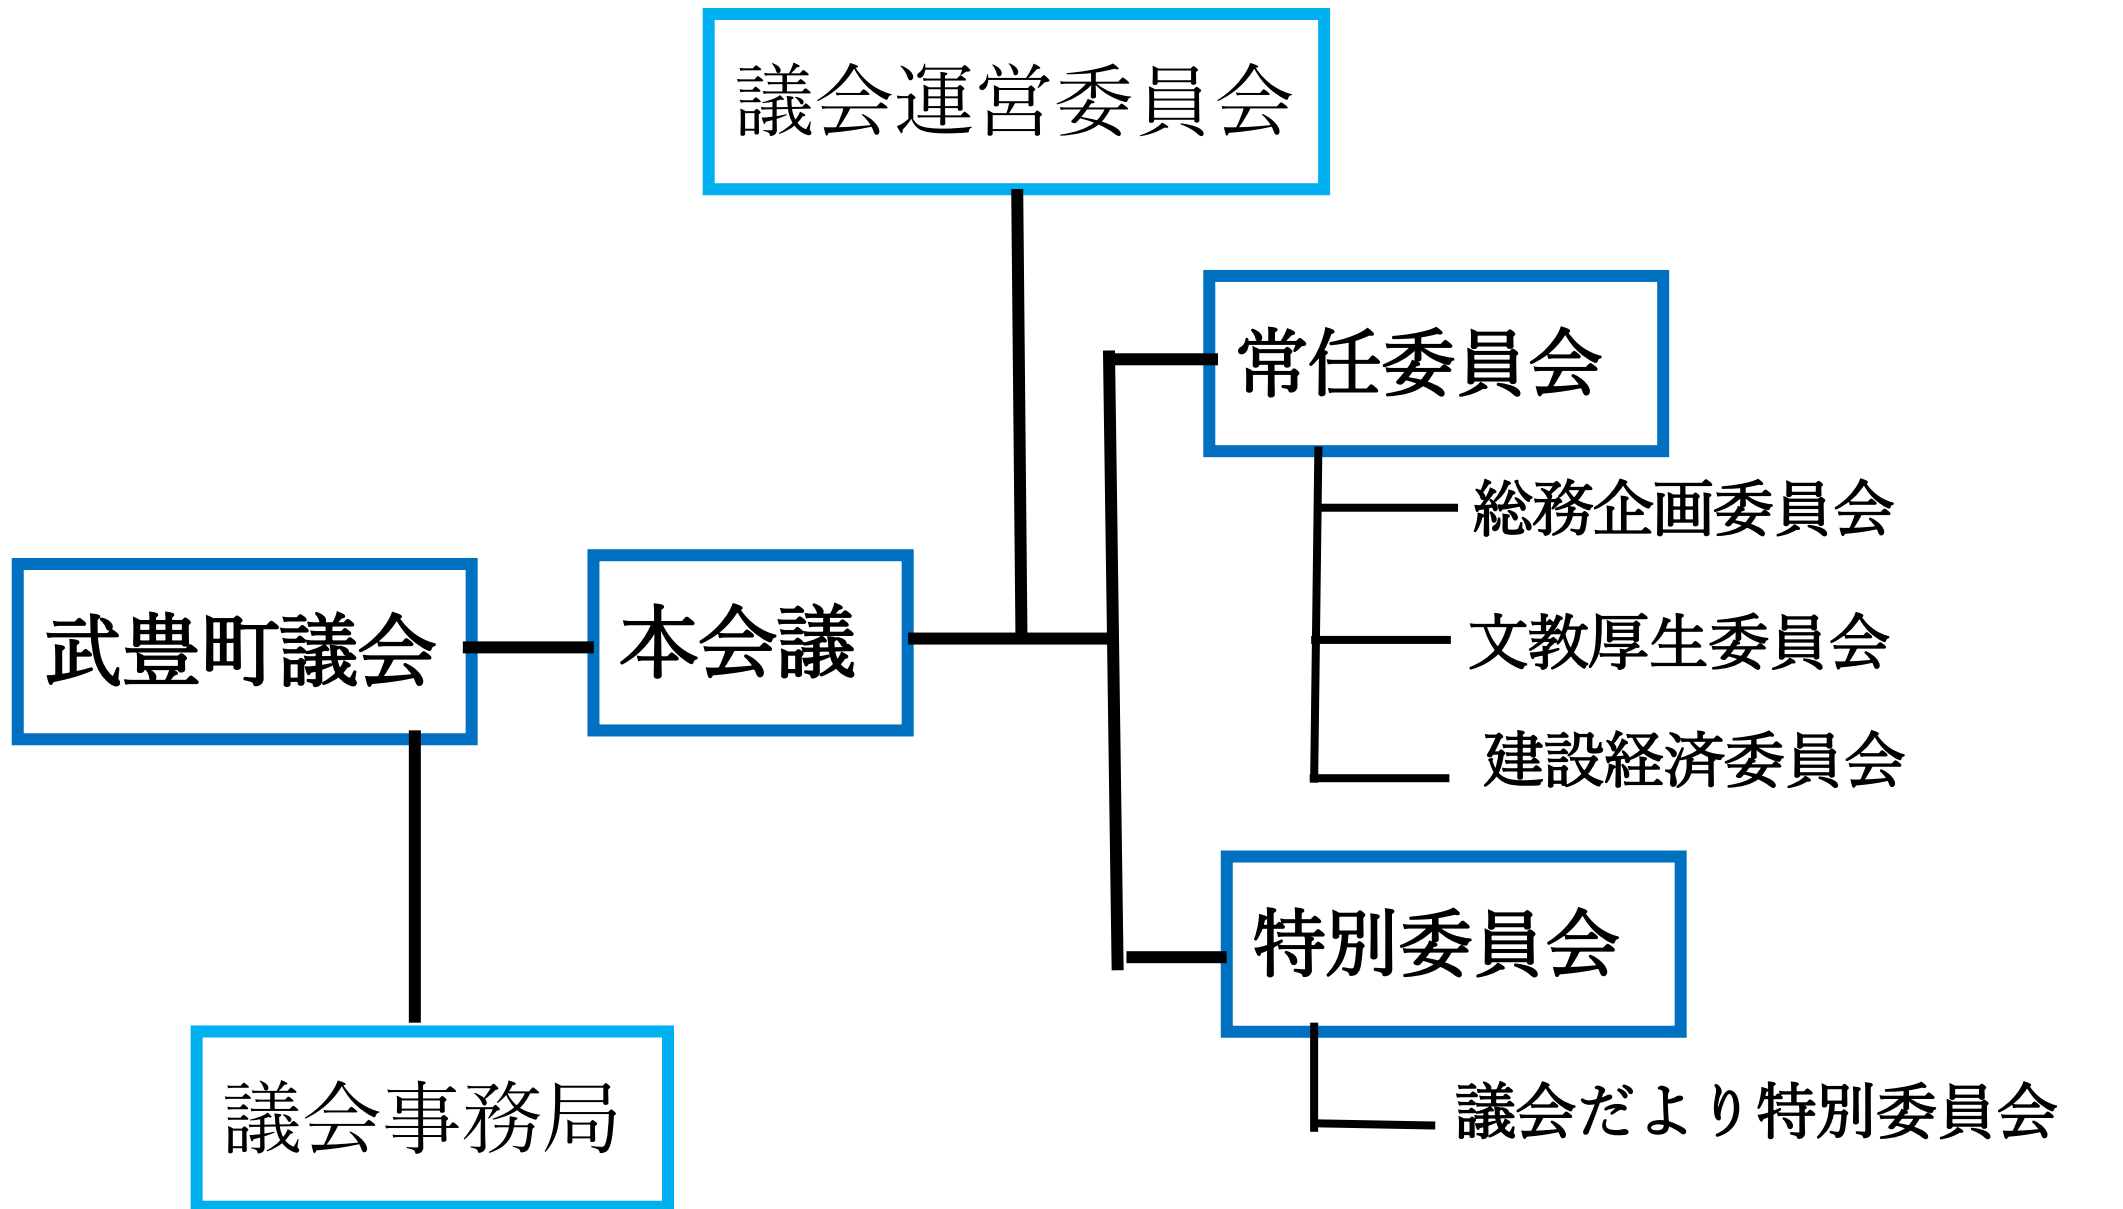 議会運営委員会
常任委員会
総務企画委員会
文教厚生委員会
建設経済委員会
武豊町議会
本会議
特別委員会
議会だより特別委員会
議会事務局